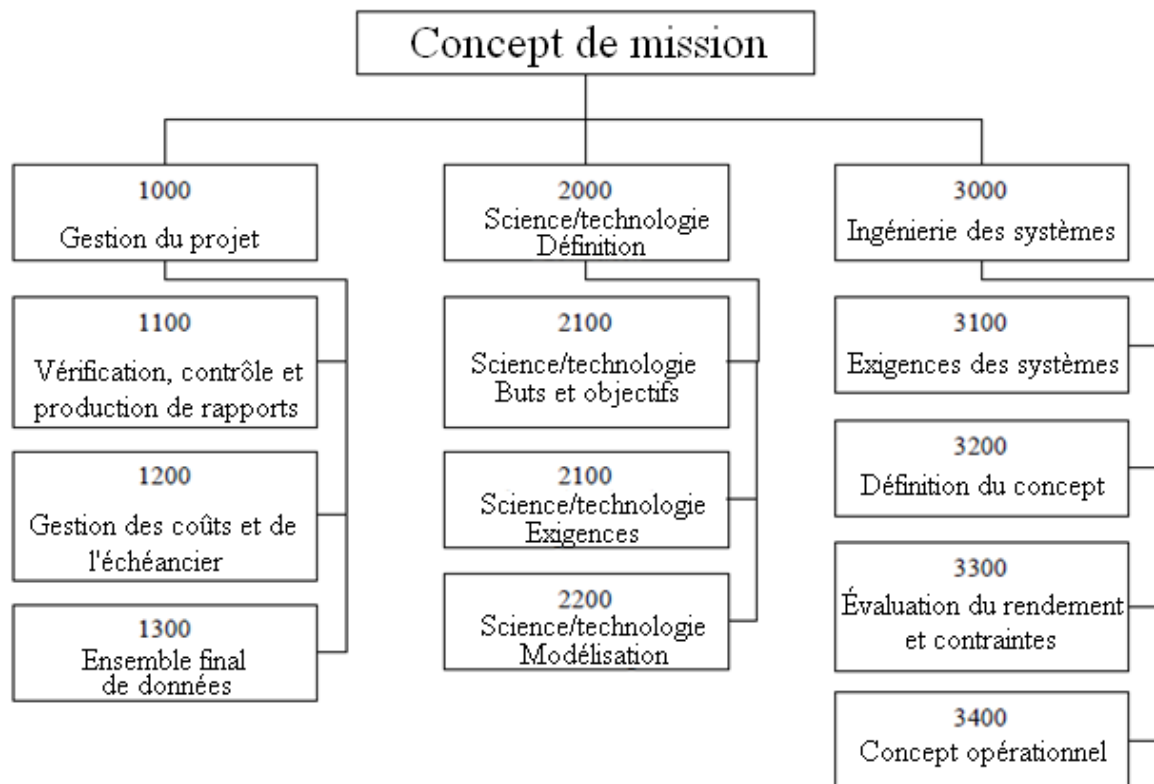 Concept de mission
1000
Gestion du projet
1100
Vérification, contrôle et
production de rapports
1200
Gestion des coûts et de
l'échéancier
1300
Ensemble final
de données
2000
Science/technologie
Définition
2100
Science/technologie
Buts et objectifs
2100
Science/technologie
Exigences
2200
Science/technologie
Modélisation
3000
Ingénierie des systèmes
3100
Exigences des systèmes
3200
Définition du concept
3300
Évaluation du rendement
et contraintes
3400
Concept opérationnel